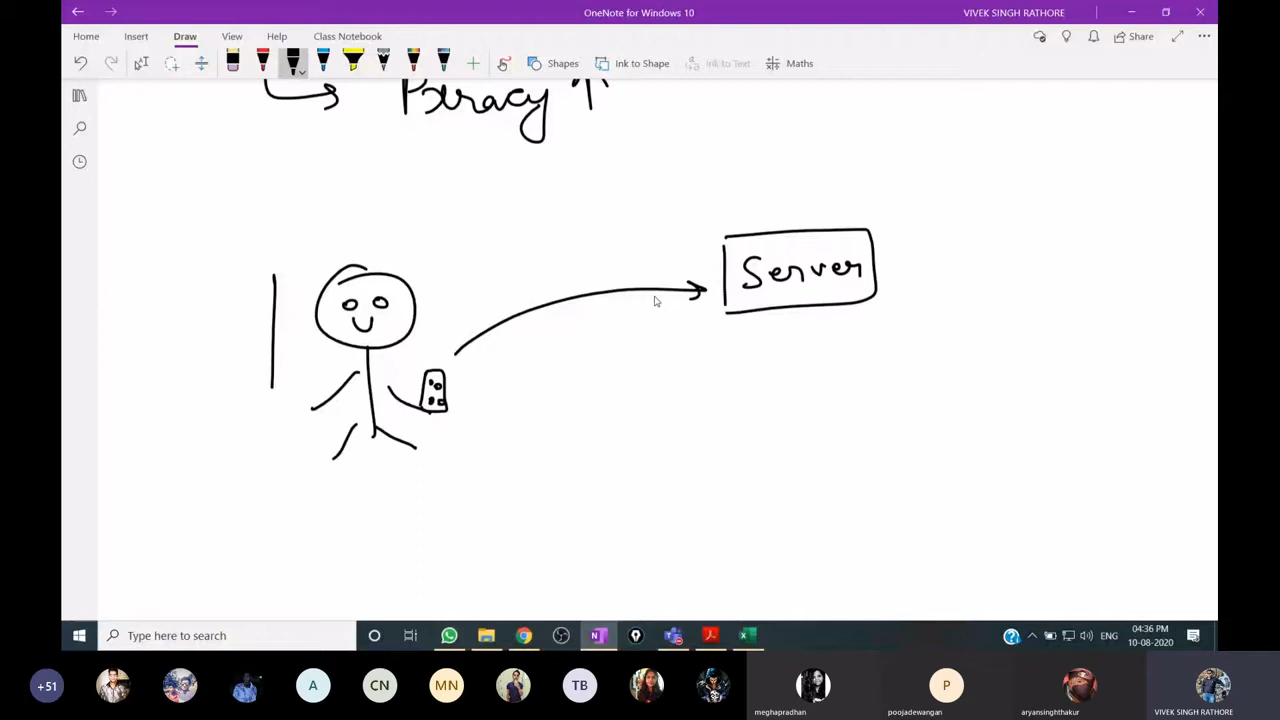 OneNote for Windows 10
VIVEK SINGH RATHORE
Home Insert Draw View Help Class Notebook
Share
Shapes Ink to Shape Ink to Text Maths
Server
Type here to search
ENG
04:36 PM
10-08-2020
+51 A CN MN TB P
meghapradhan poojadewangan aryansinghthakur VIVEK SINGH RATHORE